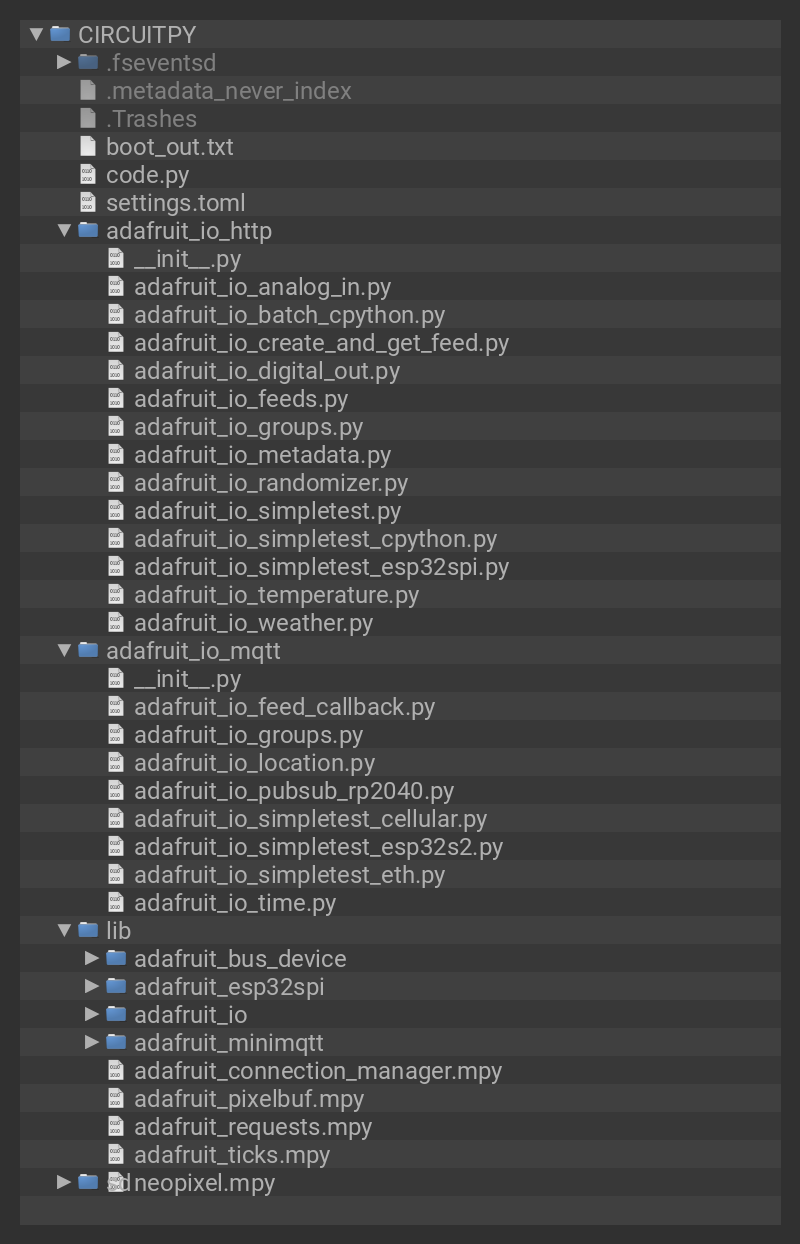 CIRCUITPY
.fseventsd
.metadata_never_index
.Trashes
boot_out.txt
code.py
settings.toml
adafruit_io_http
__init__.py
adafruit_io_analog_in.py
adafruit_io_batch_cpython.py
adafruit_io_create_and_get_feed.py
adafruit_io_digital_out.py
adafruit_io_feeds.py
adafruit_io_groups.py
adafruit_io_metadata.py
adafruit_io_randomizer.py
adafruit_io_simpletest.py
adafruit_io_simpletest_cpython.py
adafruit_io_simpletest_esp32spi.py
adafruit_io_temperature.py
adafruit_io_weather.py
adafruit_io_mqtt
__init__.py
adafruit_io_feed_callback.py
adafruit_io_groups.py
adafruit_io_location.py
adafruit_io_pubsub_rp2040.py
adafruit_io_simpletest_cellular.py
adafruit_io_simpletest_esp32s2.py
adafruit_io_simpletest_eth.py
adafruit_io_time.py
lib
adafruit_bus_device
adafruit_esp32spi
adafruit_io
adafruit_minimqtt
adafruit_connection_manager.mpy
adafruit_pixelbuf.mpy
adafruit_requests.mpy
adafruit_ticks.mpy
sd neopixel.mpy